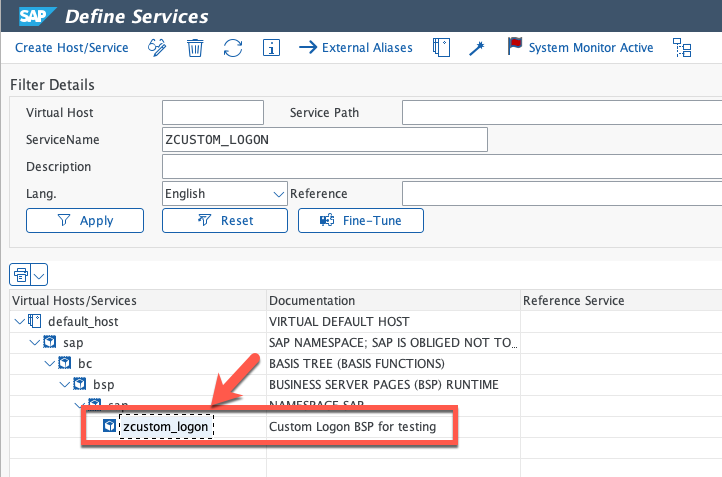 SAP Define Services
Create Host/Service External Aliases System Monitor Active
Filter Details
Virtual Host Service Path
ServiceName ZCUSTOM_LOGON
Description
Lang. English Reference
Apply Reset Fine-Tune
Virtual Hosts/Services Documentation Reference Service
default_host VIRTUAL DEFAULT HOST
sap SAP NAMESPACE; SAP IS OBLIGED NOT TO...
bc BASIS TREE (BASIS FUNCTIONS)
bsp BUSINESS SERVER PAGES (BSP) RUNTIME
sap NAMESPACE SAP
zcustom_logon Custom Logon BSP for testing